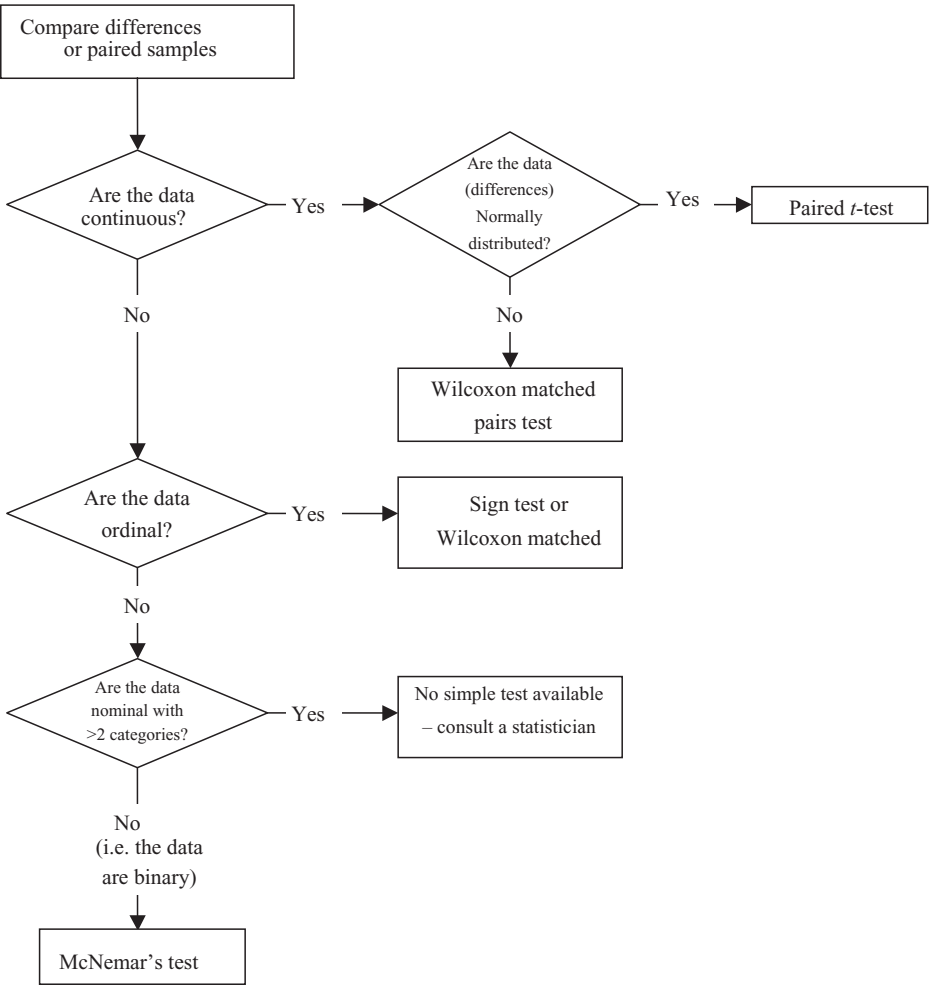 Compare differences
or paired samples
Are the data
continuous?
Yes
Are the data
(differences)
Normally
distributed?
Yes
Paired t-test
No
No
Wilcoxon matched
pairs test
Are the data
ordinal?
Yes
Sign test or
Wilcoxon matched
No
Are the data
nominal with
>2 categories?
Yes
No simple test available
– consult a statistician
No
(i.e. the data
are binary)
McNemar's test